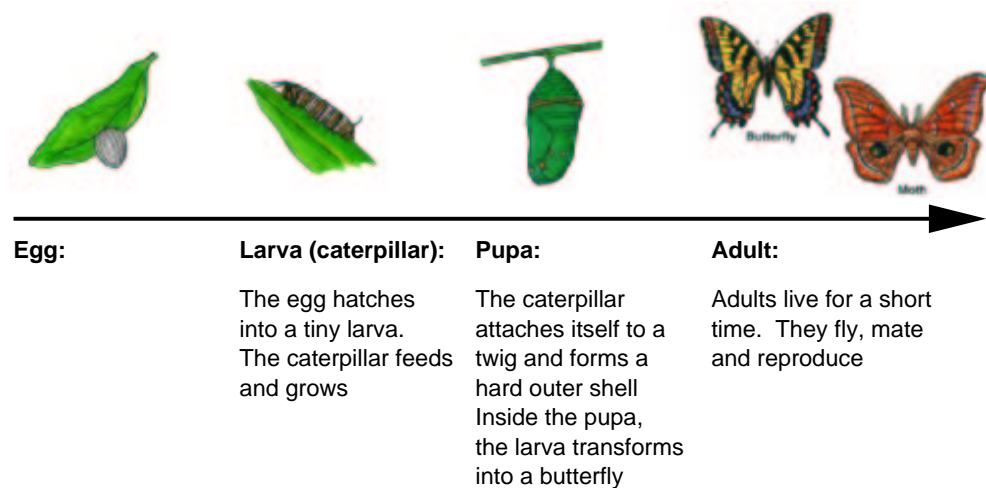 Butterfly
Moth
Egg:
Larva (caterpillar):
The egg hatches
into a tiny larva.
The caterpillar feeds
and grows
Pupa:
The caterpillar
attaches itself to a
twig and forms a
hard outer shell
Inside the pupa,
the larva transforms
into a butterfly
Adult:
Adults live for a short
time. They fly, mate
and reproduce